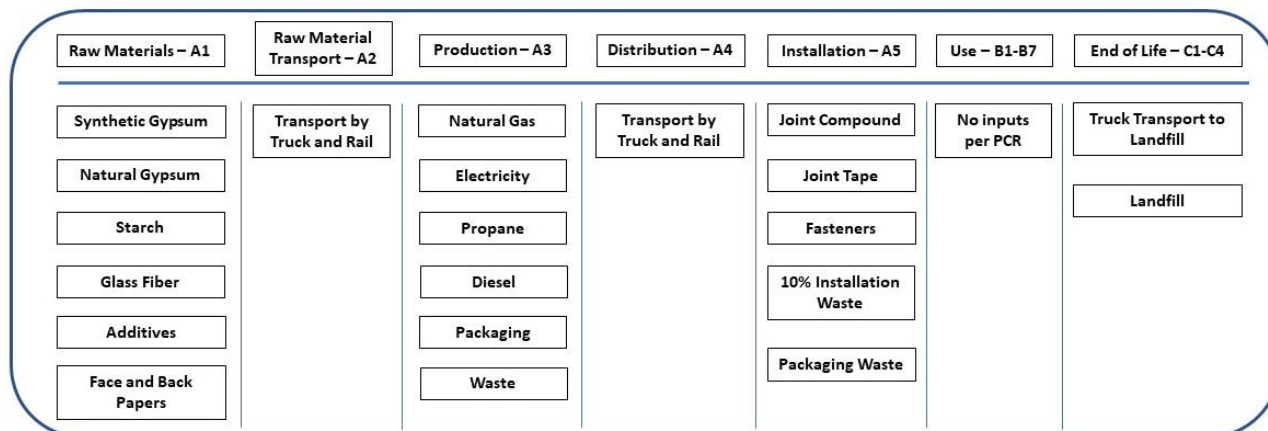 Raw Materials – A1
Raw Material
Transport – A2
Production – A3
Distribution – A4
Installation – A5
Use – B1-B7
End of Life – C1-C4
Synthetic Gypsum
Natural Gypsum
Starch
Glass Fiber
Additives
Face and Back
Papers
Transport by
Truck and Rail
Natural Gas
Electricity
Propane
Diesel
Packaging
Waste
Transport by
Truck and Rail
Joint Compound
Joint Tape
Fasteners
10% Installation
Waste
Packaging Waste
No inputs
per PCR
Truck Transport to
Landfill
Landfill